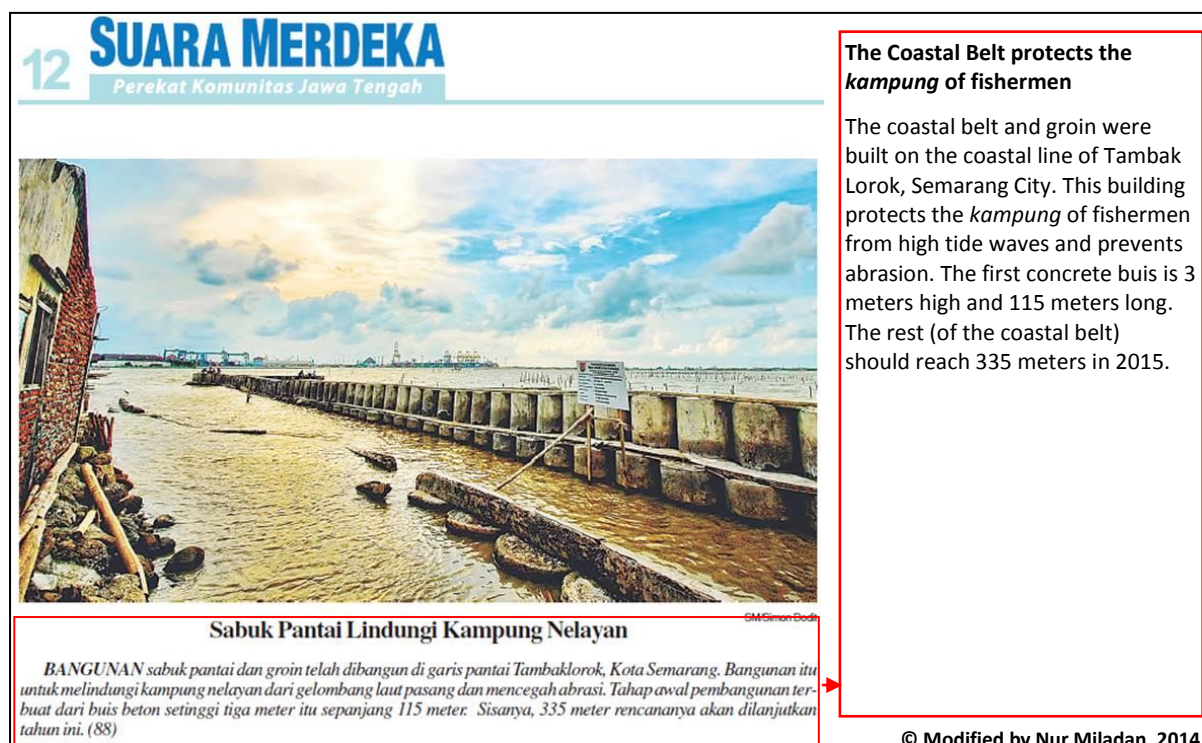 12
SUARA MERDEKA
Perekat Komunitas Jawa Tengah
SM/Simon Dodit
Sabuk Pantai Lindungi Kampung Nelayan
BANGUNAN sabuk pantai dan groin telah dibangun di garis pantai Tambaklorok, Kota Semarang. Bangunan itu
untuk melindungi kampung nelayan dari gelombang laut pasang dan mencegah abrasi. Tahap awal pembangunan ter-
buat dari buis beton setinggi tiga meter itu sepanjang 115 meter. Sisanya, 335 meter rencananya akan dilanjutkan
tahun ini. (88)
The Coastal Belt protects the
kampung of fishermen
The coastal belt and groin were
built on the coastal line of Tambak
Lorok, Semarang City. This building
protects the kampung of fishermen
from high tide waves and prevents
abrasion. The first concrete buis is 3
meters high and 115 meters long.
The rest (of the coastal belt)
should reach 335 meters in 2015.
© Modified by Nur Miladan, 2014